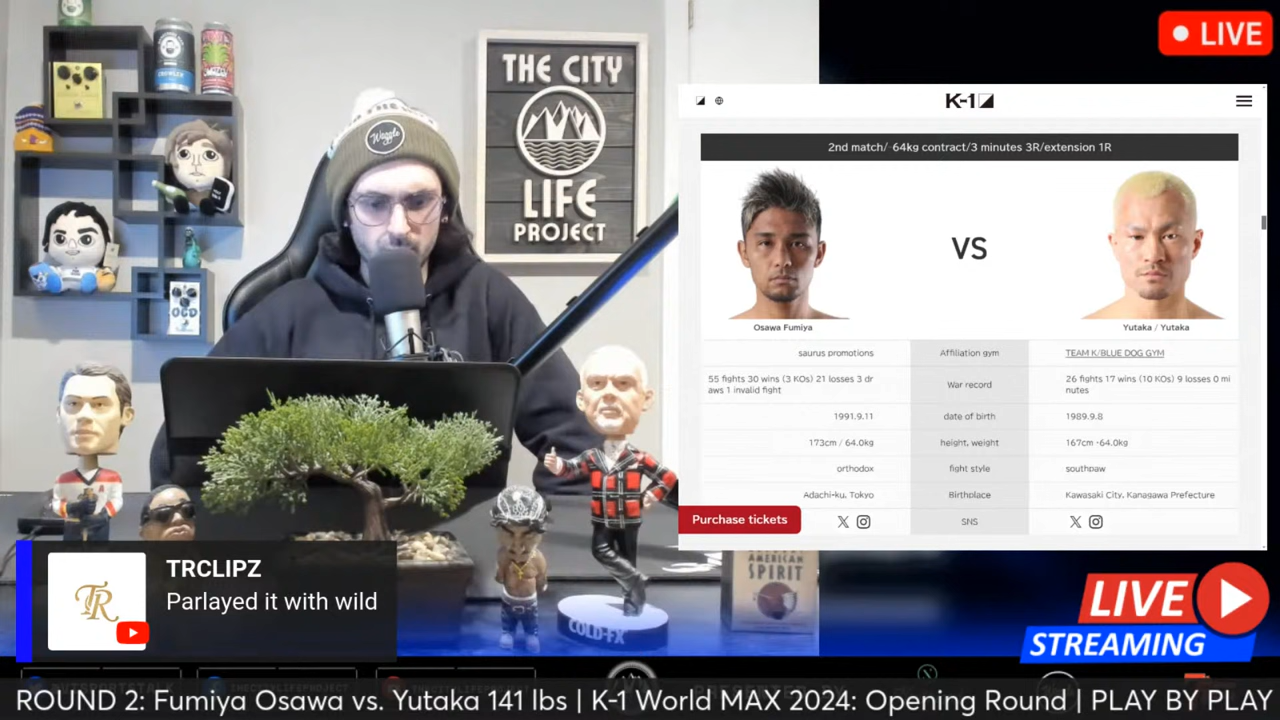 LIVE
THE CITY
LIFE
PROJECT
Waggle
OCD
K-1
2nd match/ 64kg contract/3 minutes 3R/extension 1R
VS
Osawa Fumiya
Yutaka / Yutaka
saurus promotions
Affiliation gym
TEAM K/BLUE DOG GYM
55 fights 30 wins (3 KOs) 21 losses 3 dr
aws 1 invalid fight
War record
26 fights 17 wins (10 KOs) 9 losses 0 mi
nutes
1991.9.11
date of birth
1989.9.8
173cm / 64.0kg
height, weight
167cm ·64.0kg
orthodox
fight style
southpaw
Adachi-ku, Tokyo
Birthplace
Kawasaki City, Kanagawa Prefecture
SNS
Purchase tickets
TR
TRCLIPZ
Parlayed it with wild
COLD-FX
AMERICAN
SPIRIT
LIVE
STREAMING
ROUND 2: Fumiya Osawa vs. Yutaka 141 lbs | K-1 World MAX 2024: Opening Round | PLAY BY PLAY